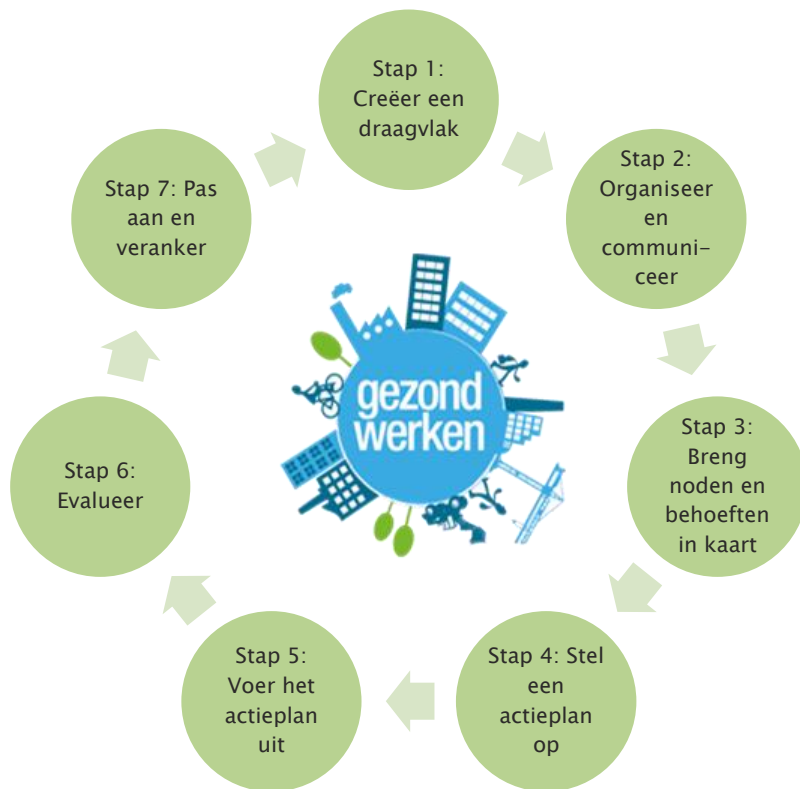 Stap 1:
Creëer een
draagvlak
Stap 2:
Organiseer
en
communi-
ceer
Stap 3:
Breng
noden en
behoeften
in kaart
Stap 4: Stel
een
actieplan
op
Stap 5:
Voer het
actieplan
uit
Stap 6:
Evalueer
Stap 7: Pas
aan en
veranker
gezond
werken